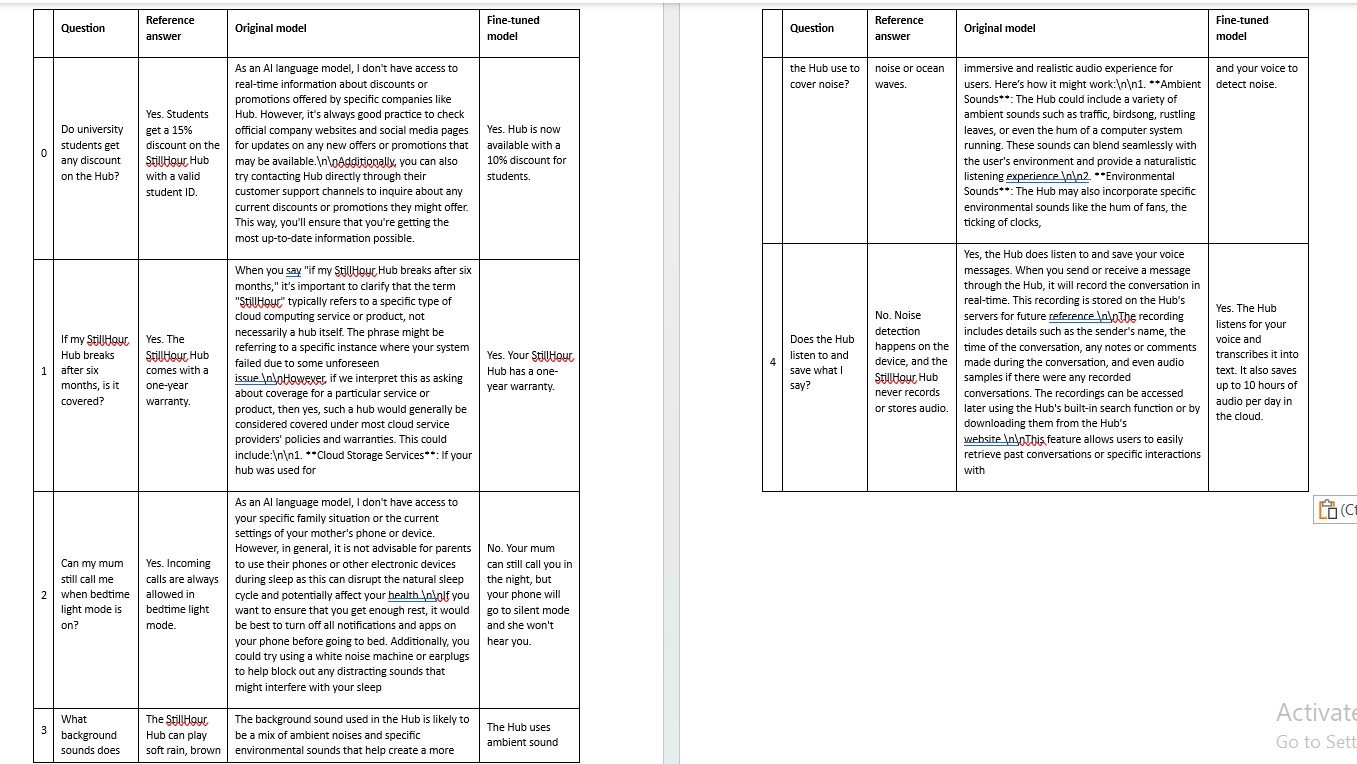 Question
Reference
answer
Original model
Fine-tuned
model
0
Do university
students get
any discount
on the Hub?
Yes. Students
get a 15%
discount on the
StillHour Hub
with a valid
student ID.
As an AI language model, I don't have access to
real-time information about discounts or
promotions offered by specific companies like
Hub. However, it's always good practice to check
official company websites and social media pages
for updates on any new offers or promotions that
may be available.\n\nAdditionally, you can also
try contacting Hub directly through their
customer support channels to inquire about any
current discounts or promotions they might offer.
This way, you'll ensure that you're getting the
most up-to-date information possible.
Yes. Hub is now
available with a
10% discount for
students.
1
If my StillHour
Hub breaks
after six
months, is it
covered?
Yes. The
StillHour Hub
comes with a
one-year
warranty.
When you say "if my StillHour Hub breaks after six
months," it's important to clarify that the term
"StillHour" typically refers to a specific type of
cloud computing service or product, not
necessarily a hub itself. The phrase might be
referring to a specific instance where your system
failed due to some unforeseen
issue.\n\nHowever, if we interpret this as asking
about coverage for a particular service or
product, then yes, such a hub would generally be
considered covered under most cloud service
providers' policies and warranties. This could
include:\n\n1. **Cloud Storage Services**: If your
hub was used for
Yes. Your StillHour
Hub has a one-
year warranty.
2
Can my mum
still call me
when bedtime
light mode is
on?
Yes. Incoming
calls are always
allowed in
bedtime light
mode.
As an AI language model, I don't have access to
your specific family situation or the current
settings of your mother's phone or device.
However, in general, it is not advisable for parents
to use their phones or other electronic devices
during sleep as this can disrupt the natural sleep
cycle and potentially affect your health.\n\nIf you
want to ensure that you get enough rest, it would
be best to turn off all notifications and apps on
your phone before going to bed. Additionally, you
could try using a white noise machine or earplugs
to help block out any distracting sounds that
might interfere with your sleep
No. Your mum
can still call you in
the night, but
your phone will
go to silent mode
and she won't
hear you.
3
What
background
sounds does
The StillHour
Hub can play
soft rain, brown
The background sound used in the Hub is likely to
be a mix of ambient noises and specific
environmental sounds that help create a more
The Hub uses
ambient sound
Question
Reference
answer
Original model
Fine-tuned
model
the Hub use to
cover noise?
noise or ocean
waves.
immersive and realistic audio experience for
users. Here's how it might work:\n\n1. **Ambient
Sounds**: The Hub could include a variety of
ambient sounds such as traffic, birdsong, rustling
leaves, or even the hum of a computer system
running. These sounds can blend seamlessly with
the user's environment and provide a naturalistic
listening experience.\n\n2. **Environmental
Sounds**: The Hub may also incorporate specific
environmental sounds like the hum of fans, the
ticking of clocks,
and your voice to
detect noise.
4
Does the Hub
listen to and
save what I
say?
No. Noise
detection
happens on the
device, and the
StillHour Hub
never records
or stores audio.
Yes, the Hub does listen to and save your voice
messages. When you send or receive a message
through the Hub, it will record the conversation in
real-time. This recording is stored on the Hub's
servers for future reference.\n\nThe recording
includes details such as the sender's name, the
time of the conversation, any notes or comments
made during the conversation, and even audio
samples if there were any recorded
conversations. The recordings can be accessed
later using the Hub's built-in search function or by
downloading them from the Hub's
website.\n\nThis feature allows users to easily
retrieve past conversations or specific interactions
with
Yes. The Hub
listens for your
voice and
transcribes it into
text. It also saves
up to 10 hours of
audio per day in
the cloud.
(Ct
Activate
Go to Sett